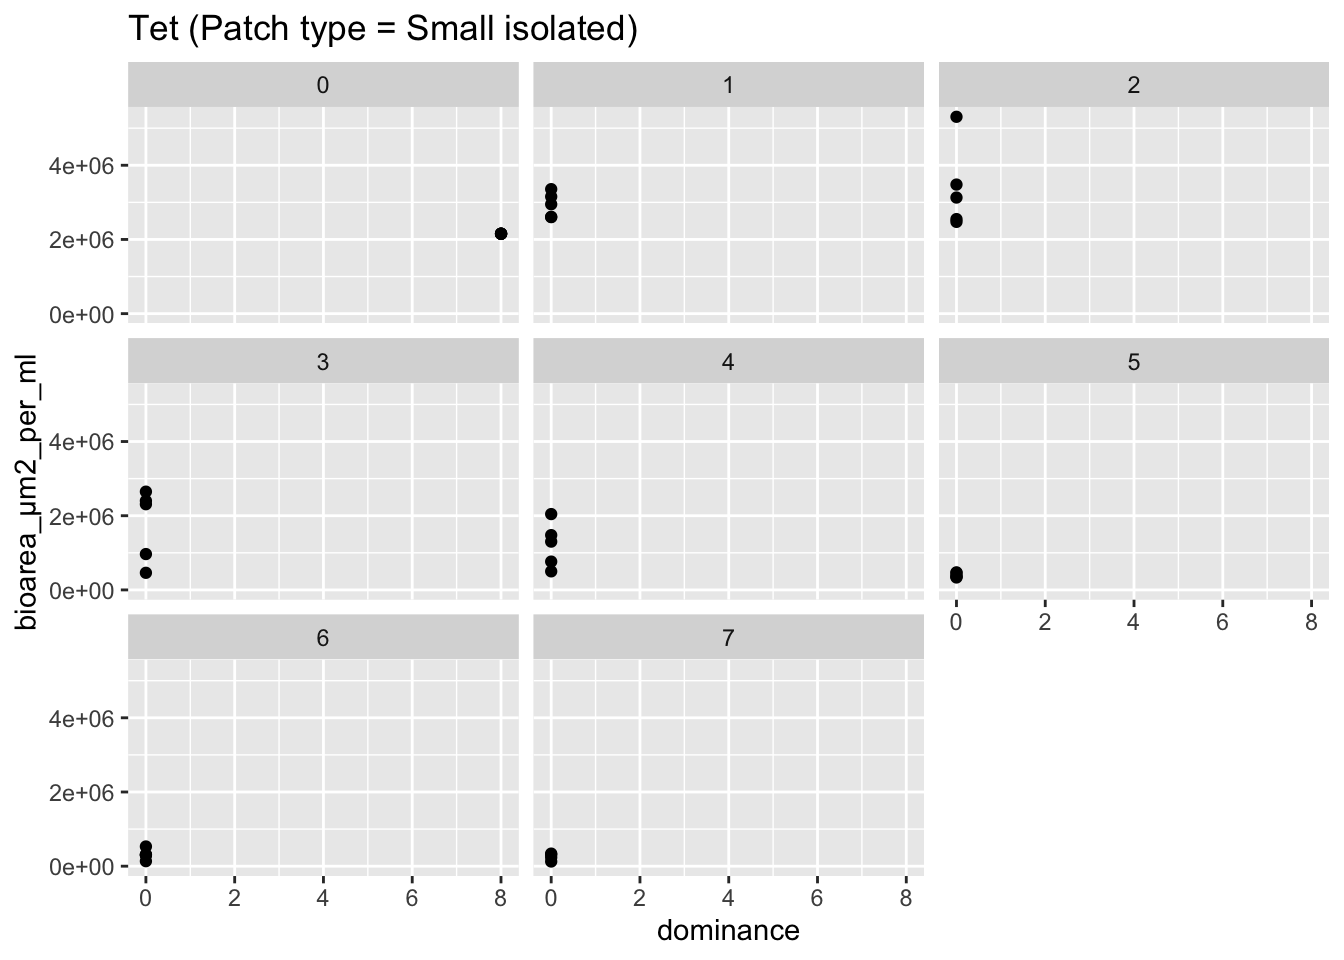 Tet (Patch type = Small isolated)
0 1 2
4e+06
2e+06
0e+00
3 4 5
4e+06
2e+06
0e+00
0 2 4 6 8
6 7
4e+06
2e+06
0e+00
0 2 4 6 8 0 2 4 6 8
dominance
bioarea_µm2_per_ml